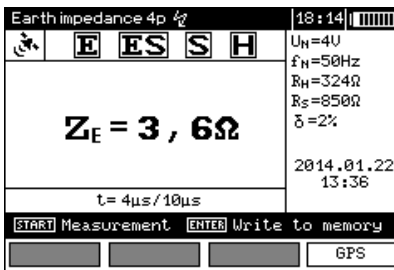 Earth impedance 4p 18:14
E ES S H
UN=4U
fN=50Hz
RH=324Ω
RS=850Ω
δ=2%
ZE = 3 , 6Ω
2014.01.22
13:36
t= 4µs/10µs
START Measurement ENTER Write to memory
GPS